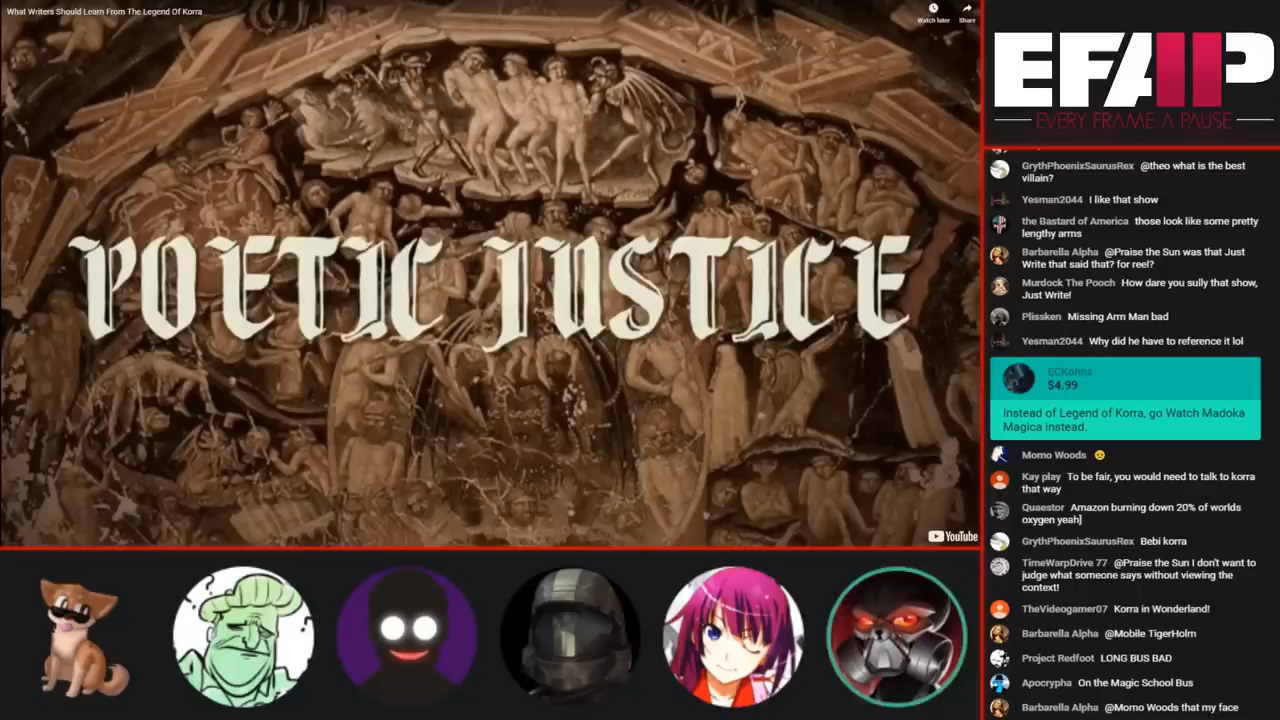 What Writers Should Learn From The Legend Of Korra
Watch later
Share
POETIC JUSTICE
YouTube
EFAP
EVERY FRAME A PAUSE
GrythPhoenixSaurusRex @theo what is the best
villain?
Yesman2044 I like that show
the Bastard of America those look like some pretty
lengthy arms
Barbarella Alpha @Praise the Sun was that Just
Write that said that? for reel?
Murdock The Pooch How dare you sully that show,
Just Write!
Plissken Missing Arm Man bad
Yesman2044 Why did he have to reference it lol
ECKohns
$4.99
Instead of Legend of Korra, go Watch Madoka
Magica instead.
Momo Woods
Kay play To be fair, you would need to talk to korra
that way
Quaestor Amazon burning down 20% of worlds
oxygen yeah]
GrythPhoenixSaurusRex Bebi korra
TimeWarpDrive 77 @Praise the Sun I don't want to
judge what someone says without viewing the
context!
TheVideogamer07 Korra in Wonderland!
Barbarella Alpha @Mobile TigerHolm
Project Redfoot LONG BUS BAD
Apocrypha On the Magic School Bus
Barbarella Alpha @Momo Woods that my face